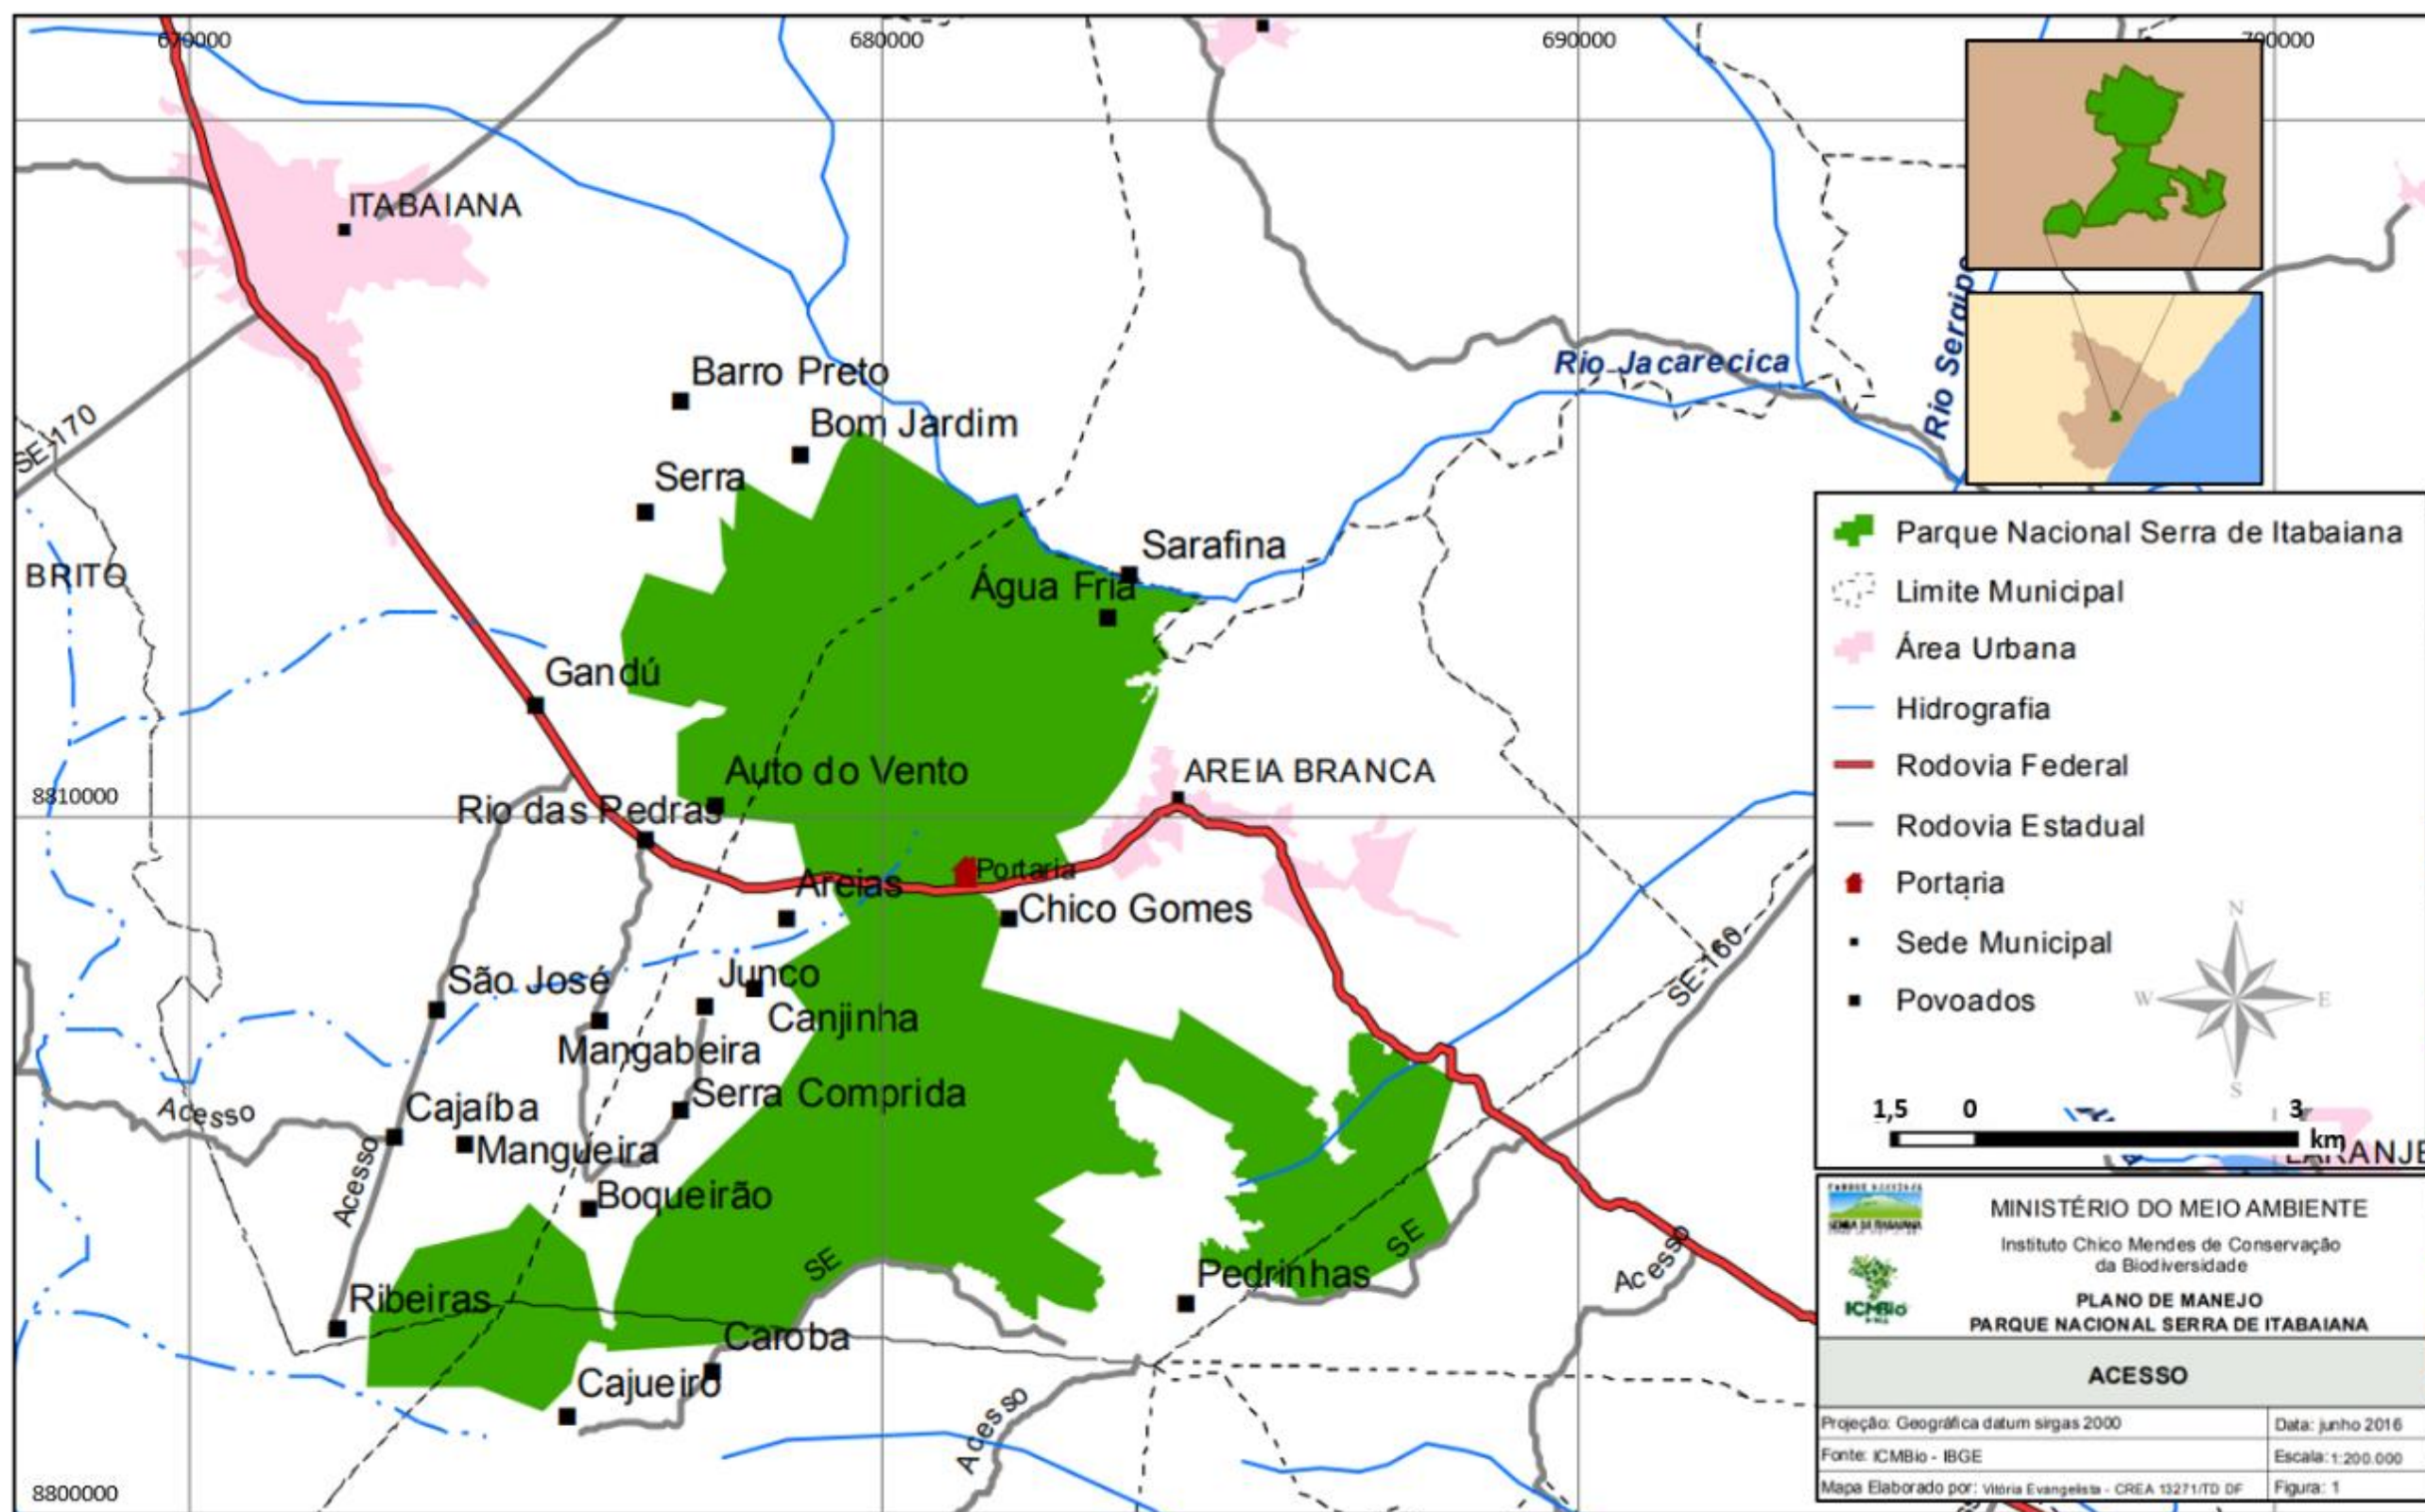 670000
680000
690000
700000
ITABAIANA
Rio Jacarecica
Rio Sergipe
Barro Preto
Bom Jardim
SE-170
Serra
Sarafina
BRITO
Água Fria
Gandú
Auto do Vento
AREIA BRANCA
8810000
Rio das Pedras
Portaria
Areias
Chico Gomes
SE-160
São José
Junco
Canjinha
Mangabeira
Serra Comprida
Acesso
Cajaíba
Mangueira
Acesso
Boqueirão
SE
SE
Acesso
Pedrinhas
Ribeiras
Caroba
Cajueiro
Acesso
8800000
Parque Nacional Serra de Itabaiana
Limite Municipal
Área Urbana
Hidrografia
Rodovia Federal
Rodovia Estadual
Portaria
Sede Municipal
Povoados
N
W E
S
1,5 0 3
km
LARANJE
MINISTÉRIO DO MEIO AMBIENTE
Instituto Chico Mendes de Conservação
da Biodiversidade
ICMBio
PLANO DE MANEJO
PARQUE NACIONAL SERRA DE ITABAIANA
ACESSO
Projeção: Geográfica datum sirgas 2000
Data: junho 2016
Fonte: ICMBio - IBGE
Escala: 1:200.000
Mapa Elaborado por: Vitória Evangelista - CREA 13271/TD DF
Figura: 1